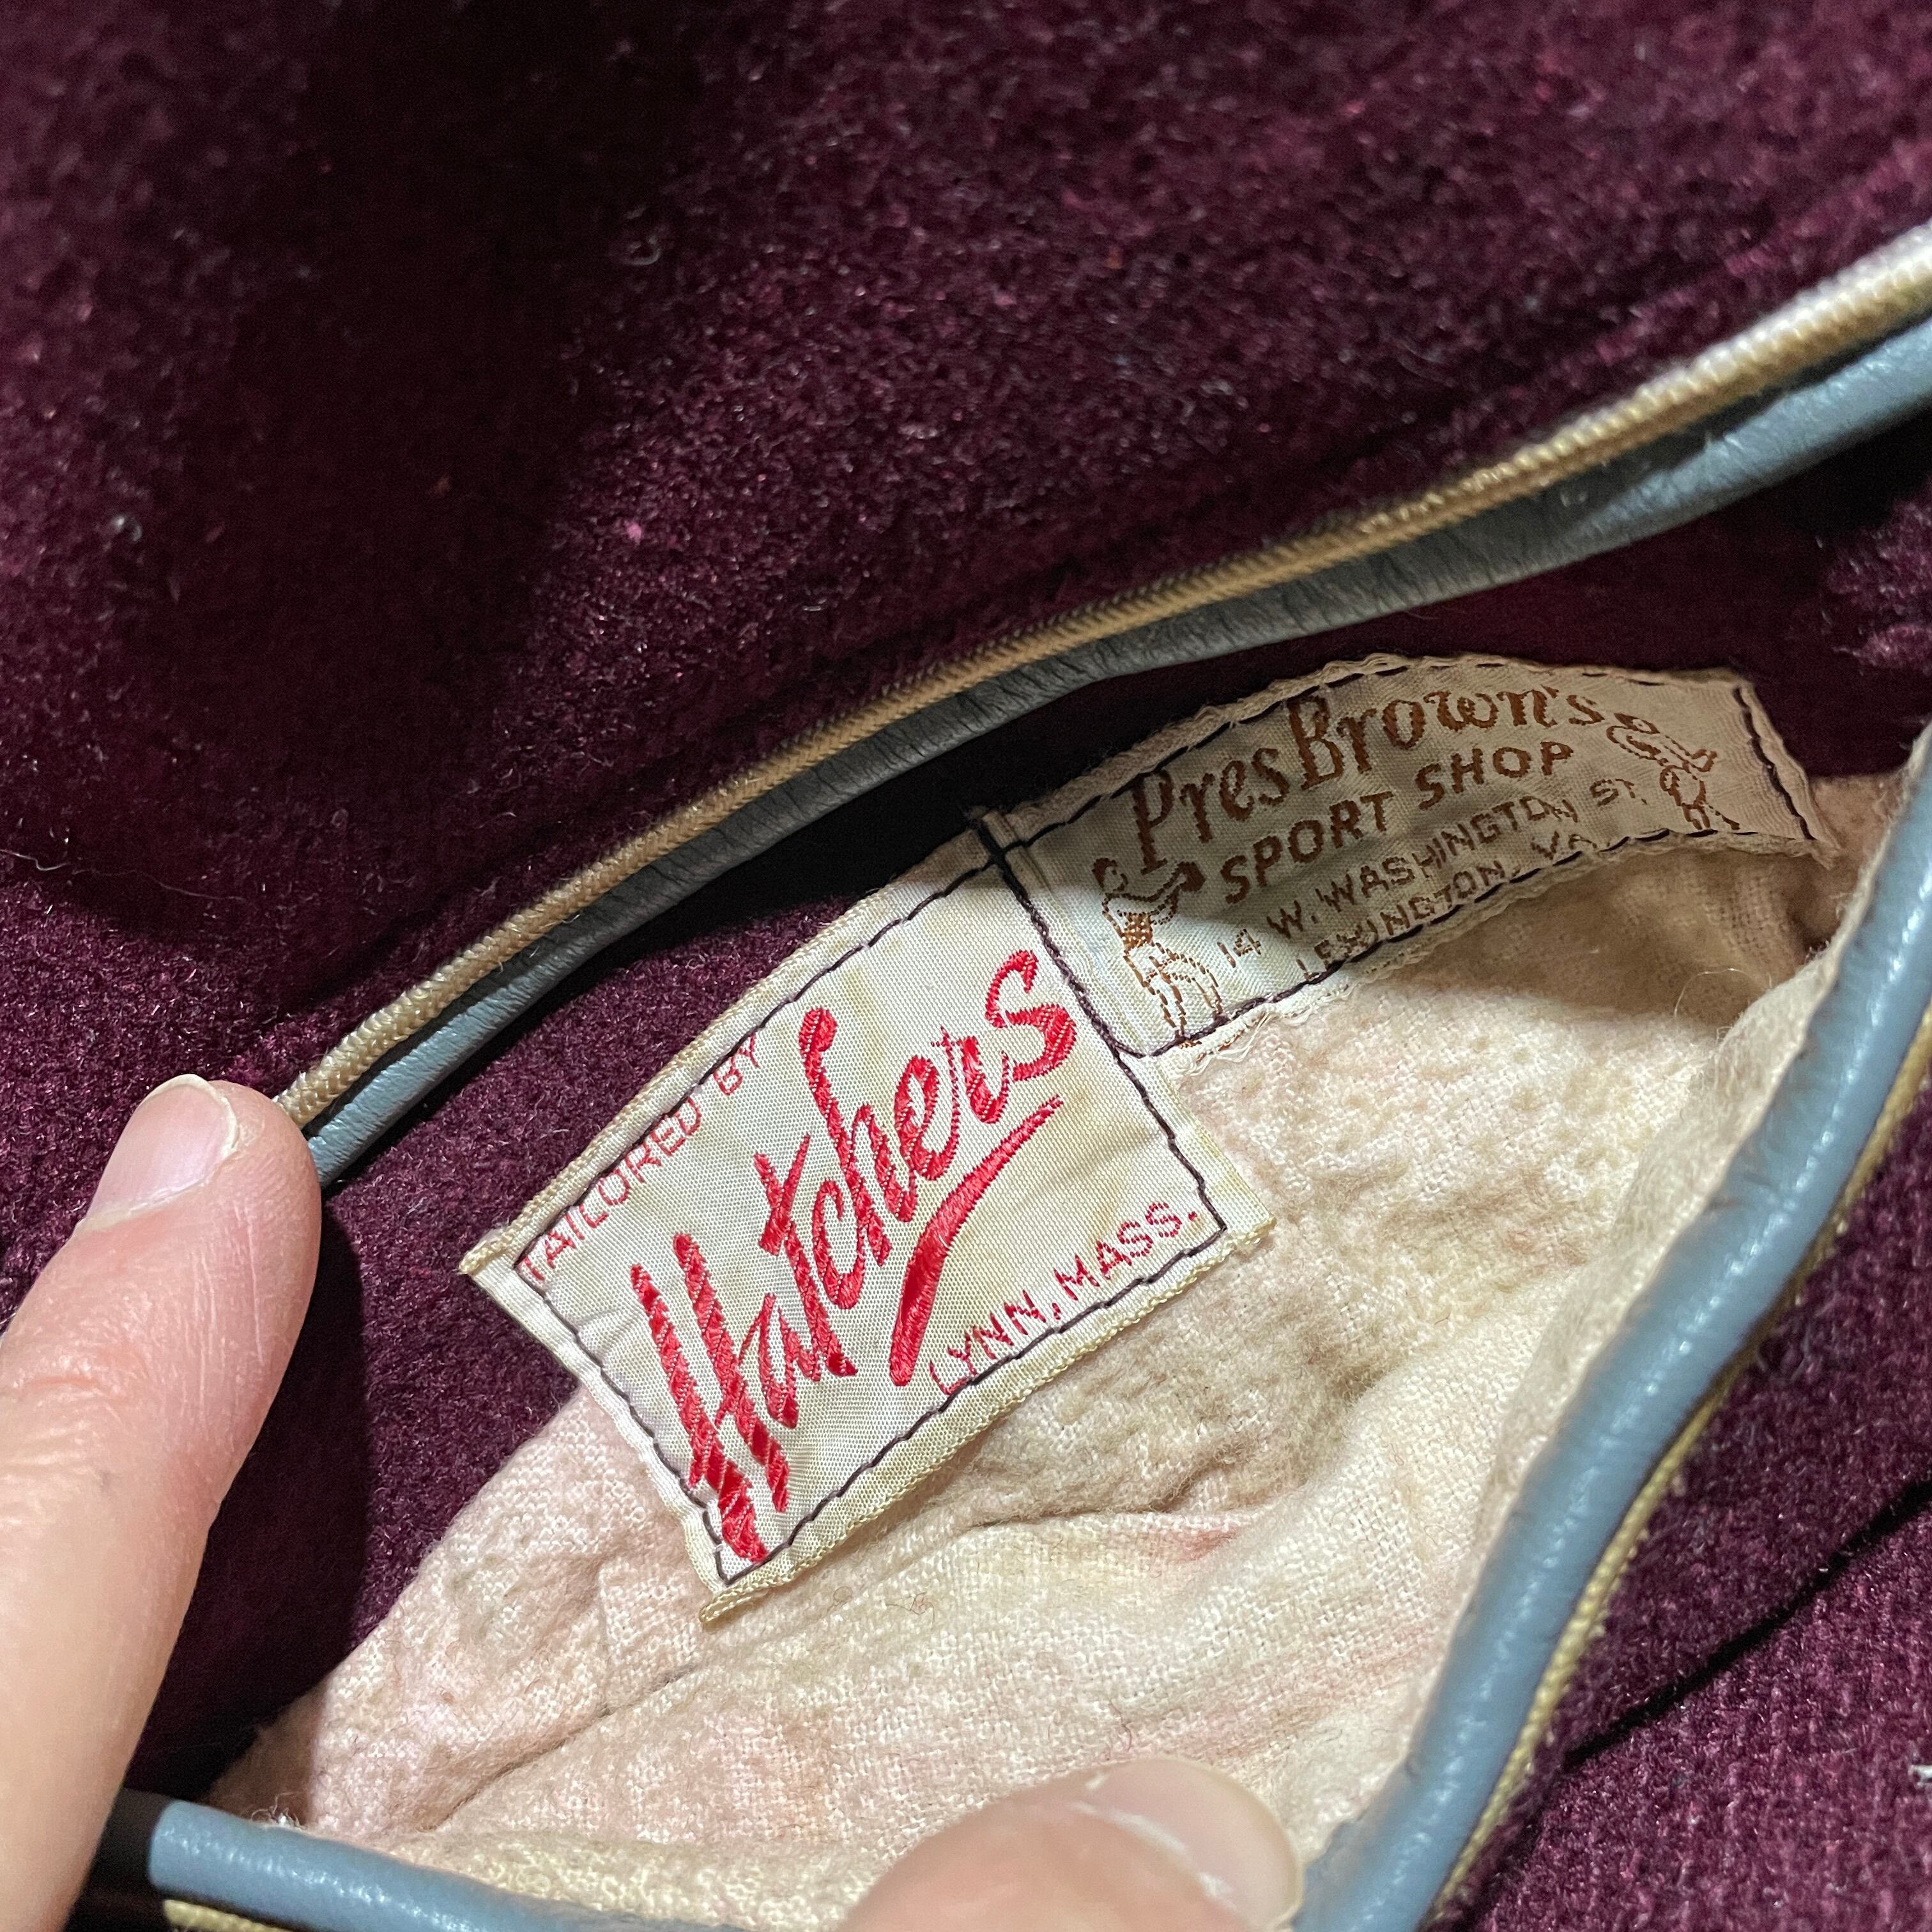 TAILORED BY
Hatchers
LYNN, MASS.
Pres Brown's
SPORT SHOP
14 W. WASHINGTON ST.
LEXINGTON, VA.